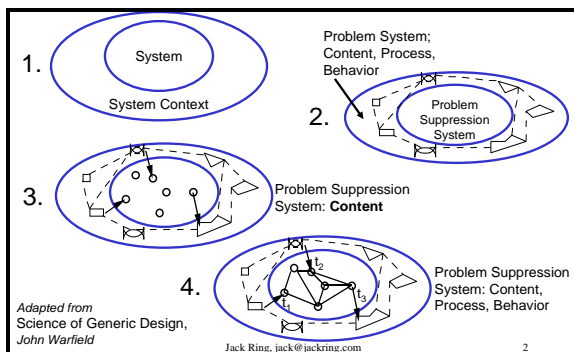 1.
System
System Context
Problem System;
Content, Process,
Behavior
2.
Problem
Suppression
System
3.
Problem Suppression
System: Content
4.
t1
t2
t3
Problem Suppression
System: Content,
Process, Behavior
Adapted from
Science of Generic Design,
John Warfield
Jack Ring, jack@jackring.com
2